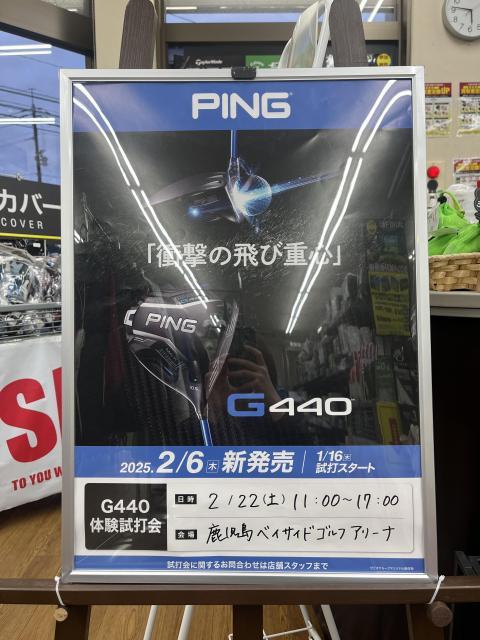 TaylorMade
PING
カバー
COVER
「衝撃の飛び重心」
PING
G440
2025. 2/6 木 新発売 1/16 木 試打スタート
G440
体験試打会
日時 2/22(土) 11:00~17:00
会場 鹿児島ベイサイドゴルフアリーナ
試打会に関するお問合わせは店舗スタッフまで
TO YOU